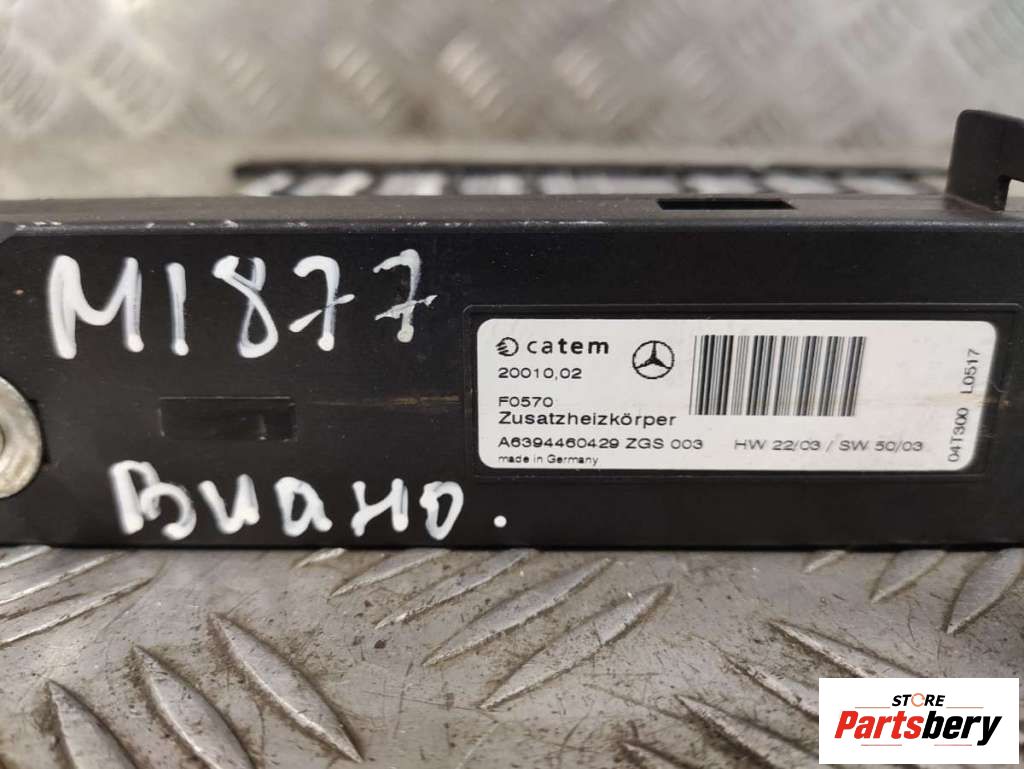 M1877
catem
20010,02
F0570
Zusatzheizkörper
A6394460429 ZGS 003 HW 22/03 / SW 50/03
made in Germany
04T300 L0517
Виано.
STORE
Partsbery